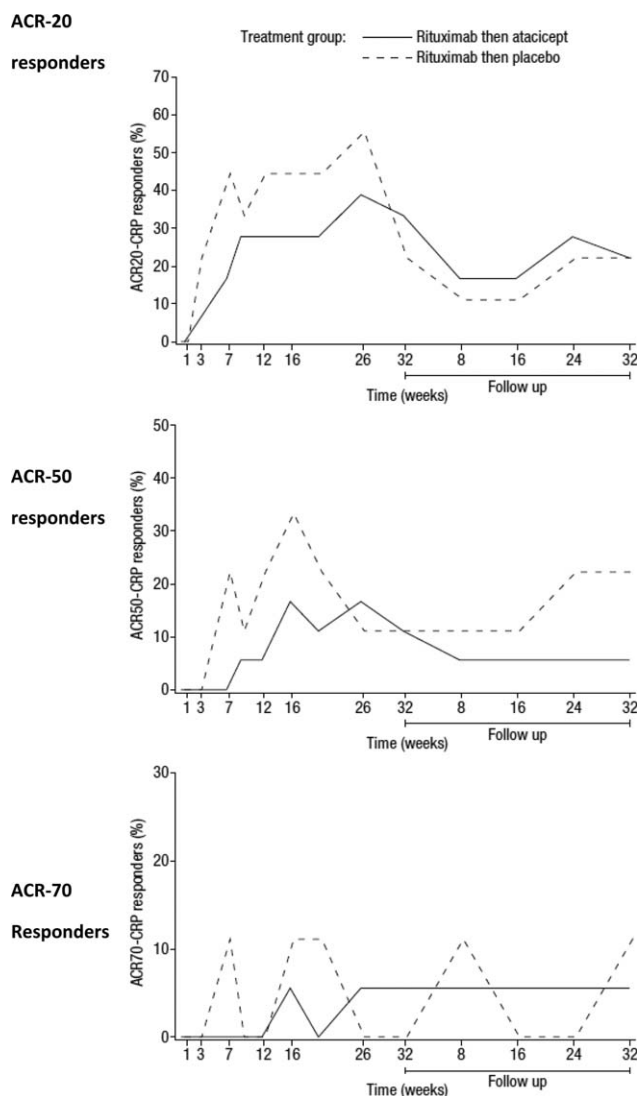 ACR-20
responders
Treatment group:
Rituximab then atacicept
Rituximab then placebo
ACR20-CRP responders (%)
70
60
50
40
30
20
10
0
1 3 7 12 16 26 32 8 16 24 32
Time (weeks)
Follow up
ACR-50
responders
ACR50-CRP responders (%)
50
40
30
20
10
0
1 3 7 12 16 26 32 8 16 24 32
Time (weeks)
Follow up
ACR-70
Responders
ACR70-CRP responders (%)
30
20
10
0
1 3 7 12 16 26 32 8 16 24 32
Time (weeks)
Follow up